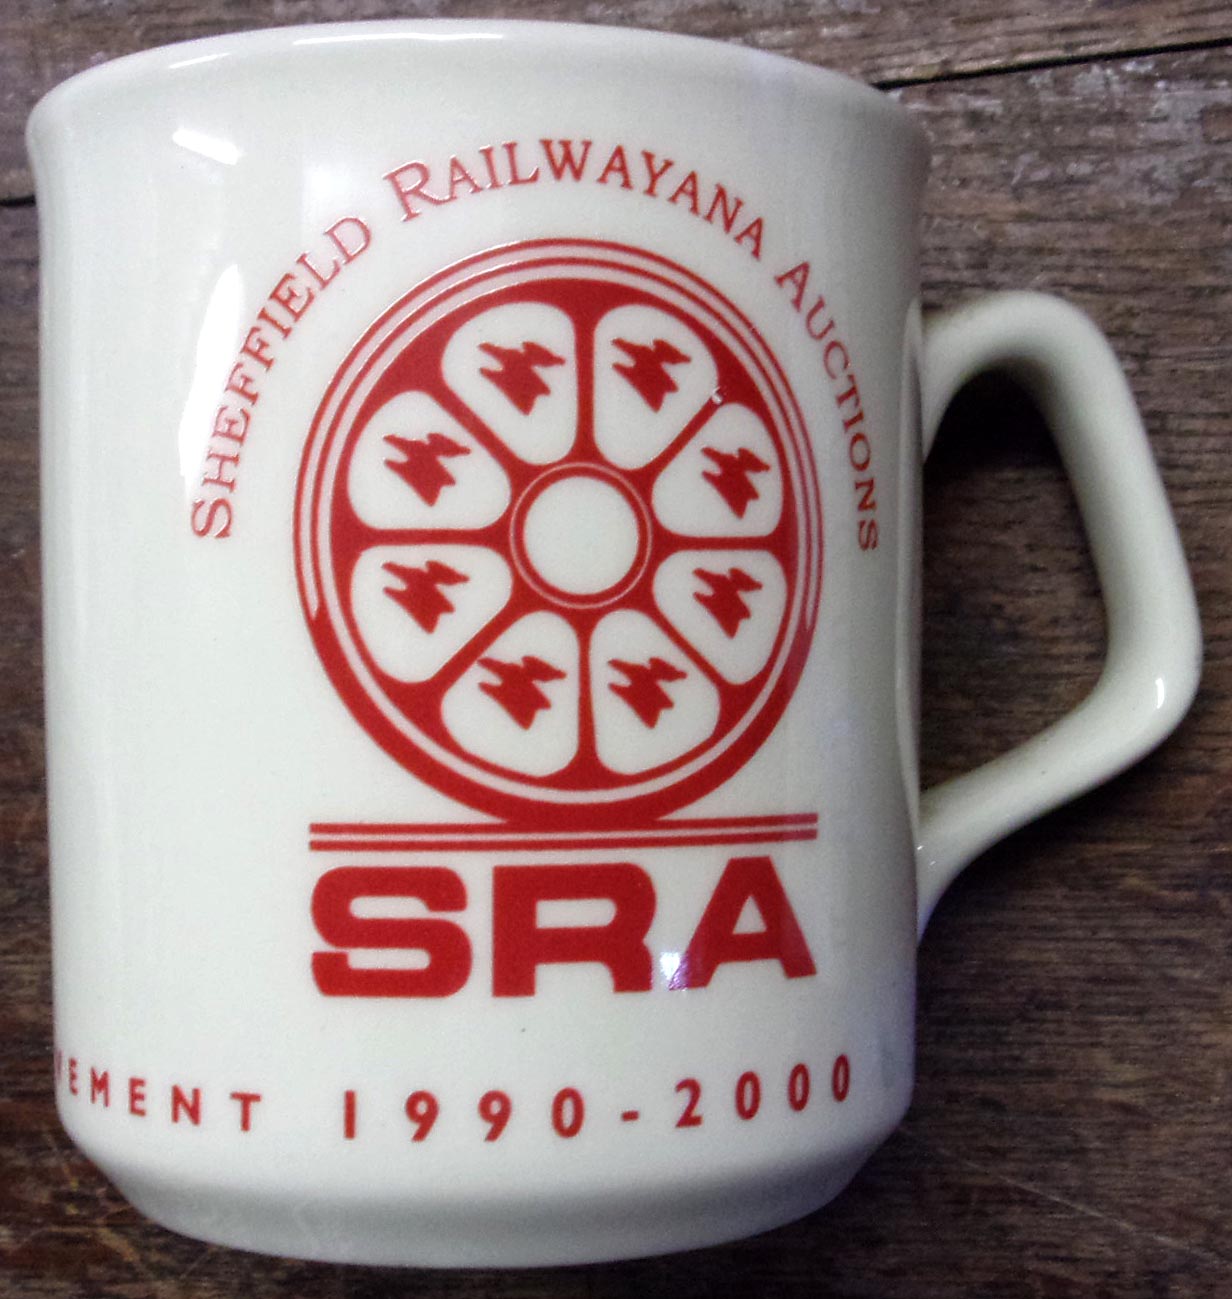 SHEFFIELD RAILWAYANA AUCTIONS
SRA
1990-2000